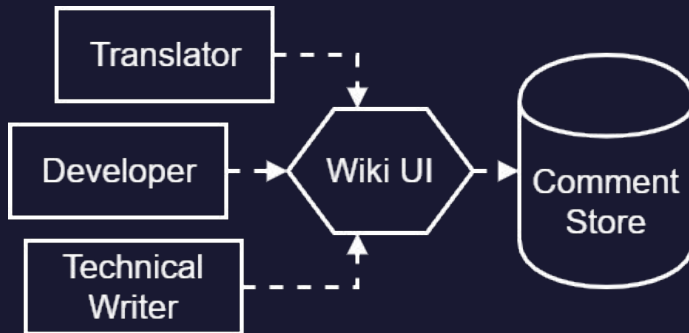 Translator
Developer
Wiki UI
Comment
Store
Technical
Writer